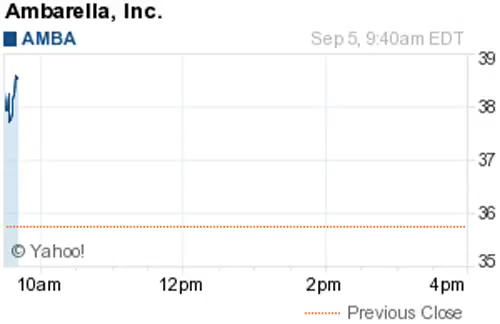 Ambarella, Inc.
AMBA Sep 5, 9:40am EDT
39
38
37
36
35
© Yahoo!
10am 12pm 2pm 4pm
Previous Close